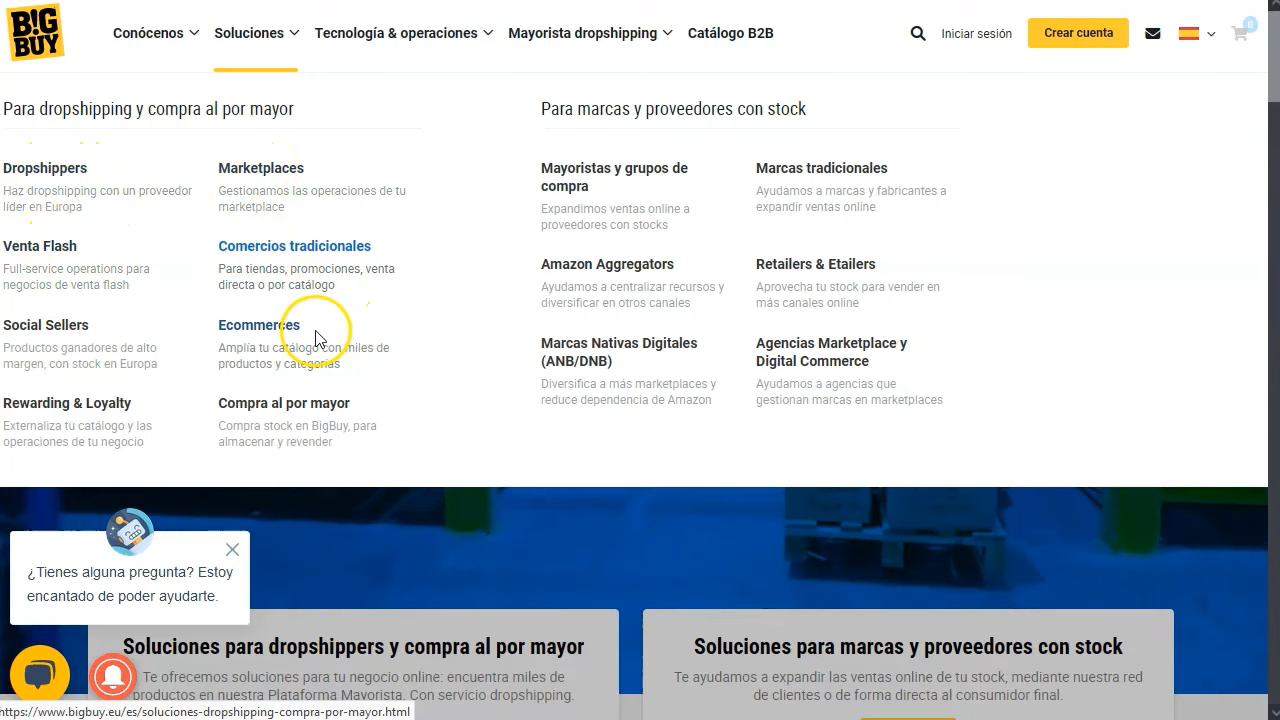 B!G
BUY
Conócenos
Soluciones
Tecnología & operaciones
Mayorista dropshipping
Catálogo B2B
Iniciar sesión
Crear cuenta
0
Para dropshipping y compra al por mayor
Dropshippers
Haz dropshipping con un proveedor
líder en Europa
Marketplaces
Gestionamos las operaciones de tu
marketplace
Venta Flash
Full-service operations para
negocios de venta flash
Comercios tradicionales
Para tiendas, promociones, venta
directa o por catálogo
Social Sellers
Productos ganadores de alto
margen, con stock en Europa
Ecommerces
Amplía tu catálogo con miles de
productos y categorías
Rewarding & Loyalty
Externaliza tu catálogo y las
operaciones de tu negocio
Compra al por mayor
Compra stock en BigBuy, para
almacenar y revender
Para marcas y proveedores con stock
Mayoristas y grupos de
compra
Expandimos ventas online a
proveedores con stocks
Marcas tradicionales
Ayudamos a marcas y fabricantes a
expandir ventas online
Amazon Aggregators
Ayudamos a centralizar recursos y
diversificar en otros canales
Retailers & Etailers
Aprovecha tu stock para vender en
más canales online
Marcas Nativas Digitales
(ANB/DNB)
Diversifica a más marketplaces y
reduce dependencia de Amazon
Agencias Marketplace y
Digital Commerce
Ayudamos a agencias que
gestionan marcas en marketplaces
¿Tienes alguna pregunta? Estoy
encantado de poder ayudarte.
Soluciones para dropshippers y compra al por mayor
Te ofrecemos soluciones para tu negocio online: encuentra miles de
productos en nuestra Plataforma Mayorista. Con servicio dropshipping.
Soluciones para marcas y proveedores con stock
Te ayudamos a expandir las ventas online de tu stock, mediante nuestra red
de clientes o de forma directa al consumidor final.
https://www.bigbuy.eu/es/soluciones-dropshipping-compra-por-mayor.html